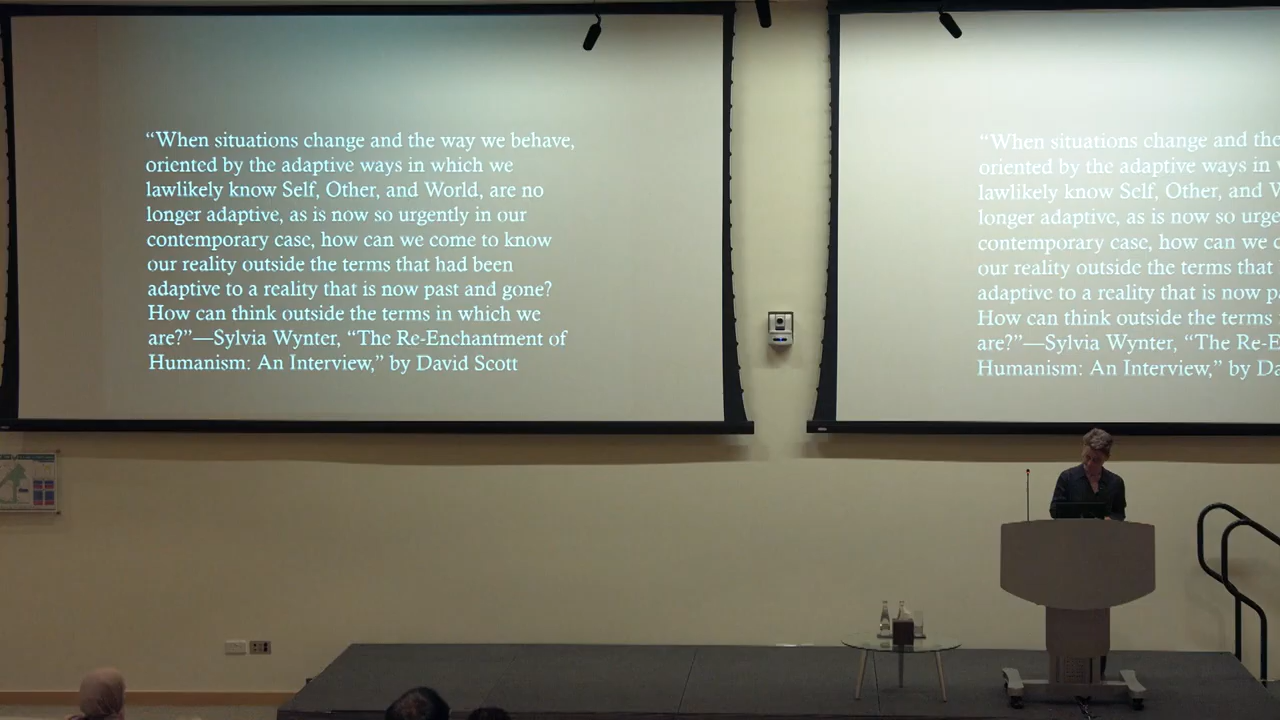 “When situations change and the way we behave,
oriented by the adaptive ways in which we
lawlikely know Self, Other, and World, are no
longer adaptive, as is now so urgently in our
contemporary case, how can we come to know
our reality outside the terms that had been
adaptive to a reality that is now past and gone?
How can think outside the terms in which we
are?”—Sylvia Wynter, “The Re-Enchantment of
Humanism: An Interview,” by David Scott
“When situations change and the
oriented by the adaptive ways in
lawlikely know Self, Other, and
longer adaptive, as is now so urge
contemporary case, how can we
our reality outside the terms that
adaptive to a reality that is now
How can think outside the terms
are?”—Sylvia Wynter, “The Re-E
Humanism: An Interview,” by Da